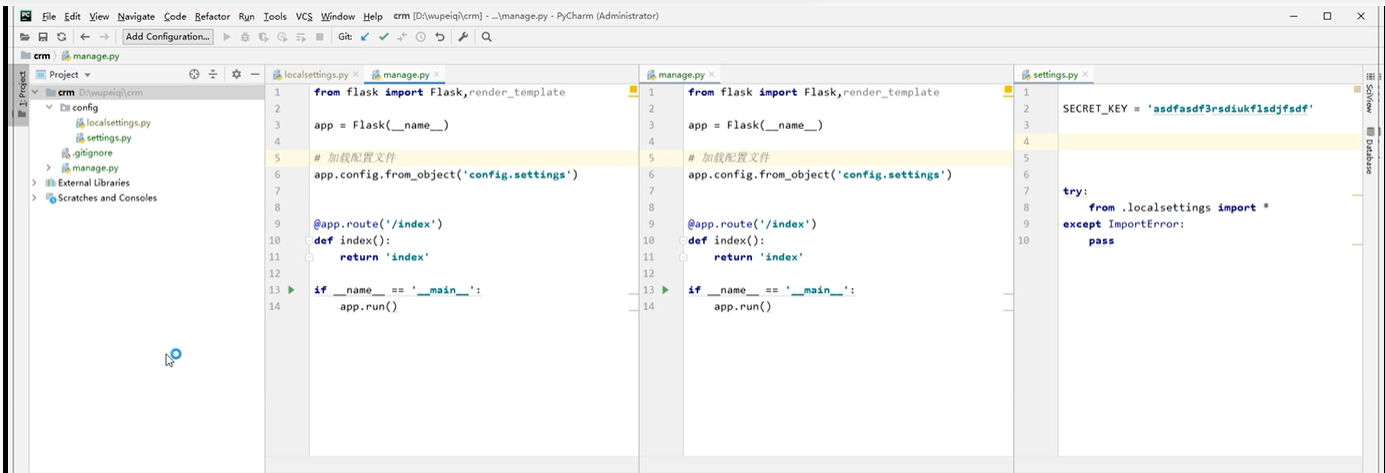 File Edit View Navigate Code Refactor Run Tools VCS Window Help crm [D:\wupeiqi\crm] - ...\manage.py - PyCharm (Administrator)
Add Configuration... Git:
crm manage.py
1: Project
Project
crm D:\wupeiqi\crm
config
localsettings.py
settings.py
.gitignore
manage.py
External Libraries
Scratches and Consoles
localsettings.py manage.py
1 from flask import Flask,render_template
2
3 app = Flask(__name__)
4
5 # 加载配置文件
6 app.config.from_object('config.settings')
7
8
9 @app.route('/index')
10 def index():
11 return 'index'
12
13 if __name__ == '__main__':
14 app.run()
manage.py
1 from flask import Flask,render_template
2
3 app = Flask(__name__)
4
5 # 加载配置文件
6 app.config.from_object('config.settings')
7
8
9 @app.route('/index')
10 def index():
11 return 'index'
12
13 if __name__ == '__main__':
14 app.run()
settings.py
1
2 SECRET_KEY = 'asdfasdf3rsdiukflsdjfsdf'
3
4
5
6
7 try:
8 from .localsettings import *
9 except ImportError:
10 pass
SciView
Database